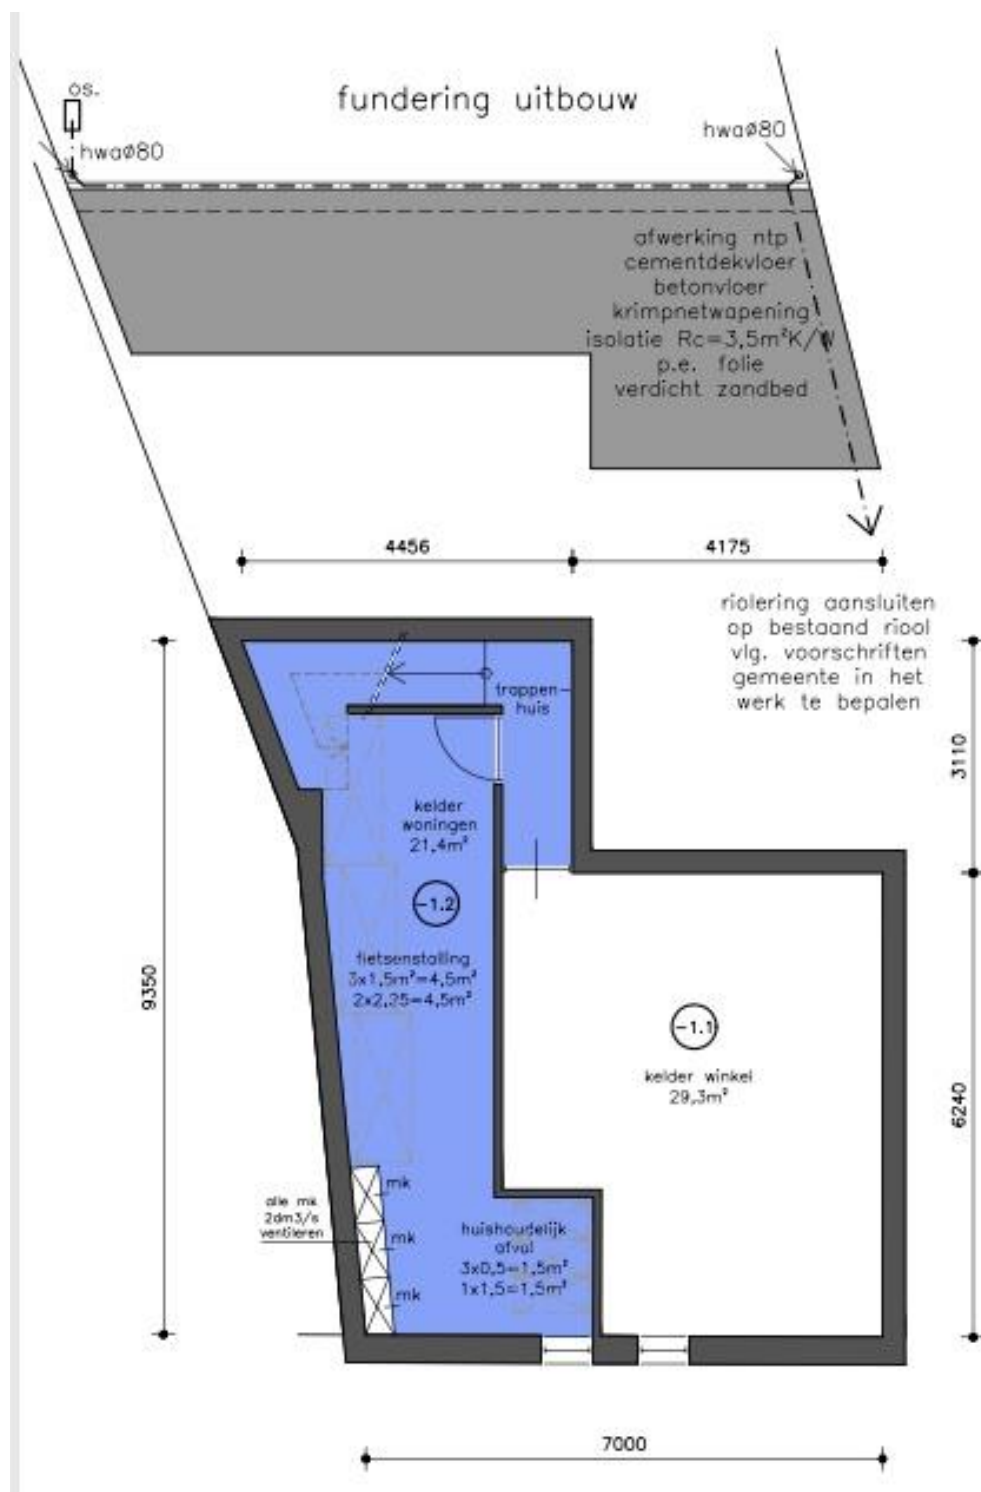 fundering uitbouw
os.
hwaø80
hwaø80
afwerking ntp
cementdekvloer
betonvloer
krimpnetwapening
isolatie Rc=3,5m²K/W
p.e. folie
verdicht zandbed
4456
4175
riolering aansluiten
op bestaand riool
vlg. voorschriften
gemeente in het
werk te bepalen
trappen-
huis
3110
kelder
woningen
21,4m²
-1.2
fietsenstalling
3x1,5m²=4,5m²
2x2,25=4,5m²
9350
-1.1
kelder winkel
29,3m²
6240
alle mk
2dm3/s
ventileren
mk
mk
mk
huishoudelijk
afval
3x0,5=1,5m²
1x1,5=1,5m²
7000